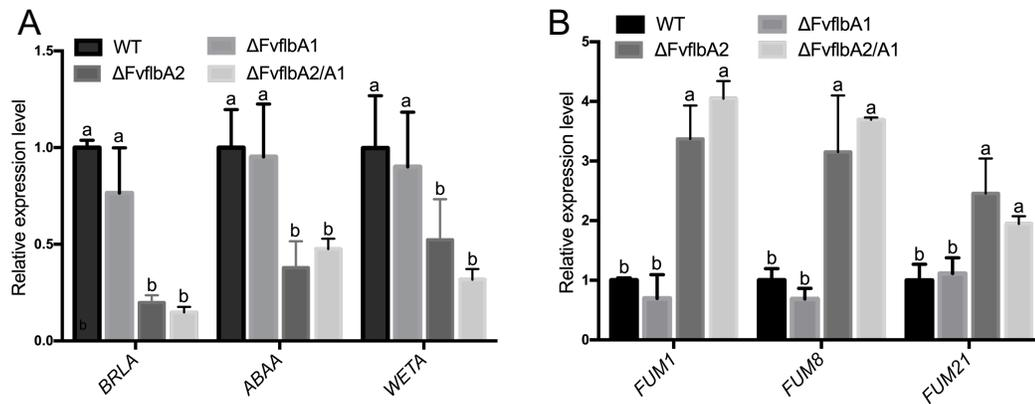 A
WT
ΔFvflbA1
ΔFvflbA2
ΔFvflbA2/A1
Relative expression level
1.5
1.0
0.5
0.0
a a b b
a a b b
a a b b
b
BRLA ABAA WETA
B
WT
ΔFvflbA1
ΔFvflbA2
ΔFvflbA2/A1
Relative expression level
5
4
3
2
1
0
b b a a
b b a a
b b a a
FUM1 FUM8 FUM21